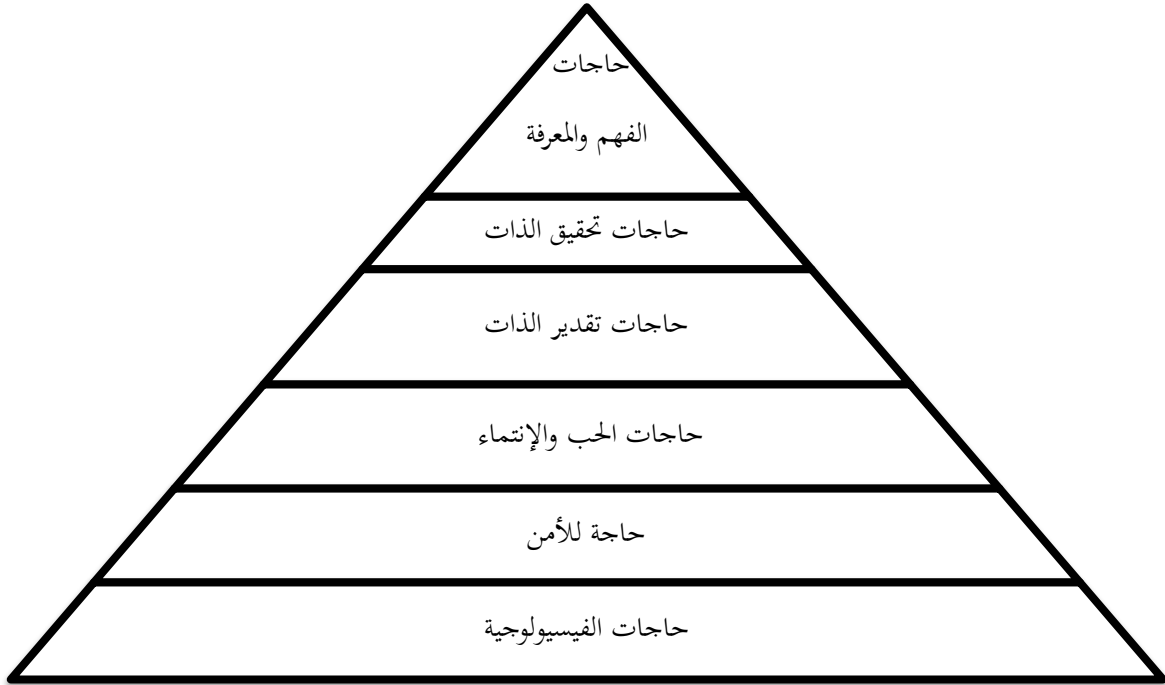 حاجات
الفهم والمعرفة
حاجات تحقيق الذات
حاجات تقدير الذات
حاجات الحب والإنتماء
حاجة للأمن
حاجات الفيسيولوجية